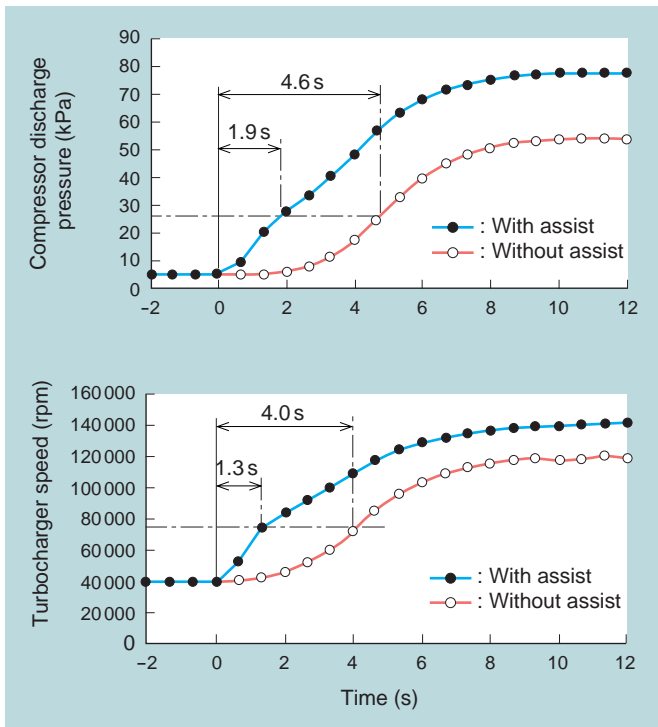 Compressor discharge
pressure (kPa)
90
80
70
60
50
40
30
20
10
0
4.6 s
1.9 s
: With assist
: Without assist
−2 0 2 4 6 8 10 12
Turbocharger speed (rpm)
160 000
140 000
120 000
100 000
80 000
60 000
40 000
20 000
0
4.0 s
1.3 s
: With assist
: Without assist
−2 0 2 4 6 8 10 12
Time (s)